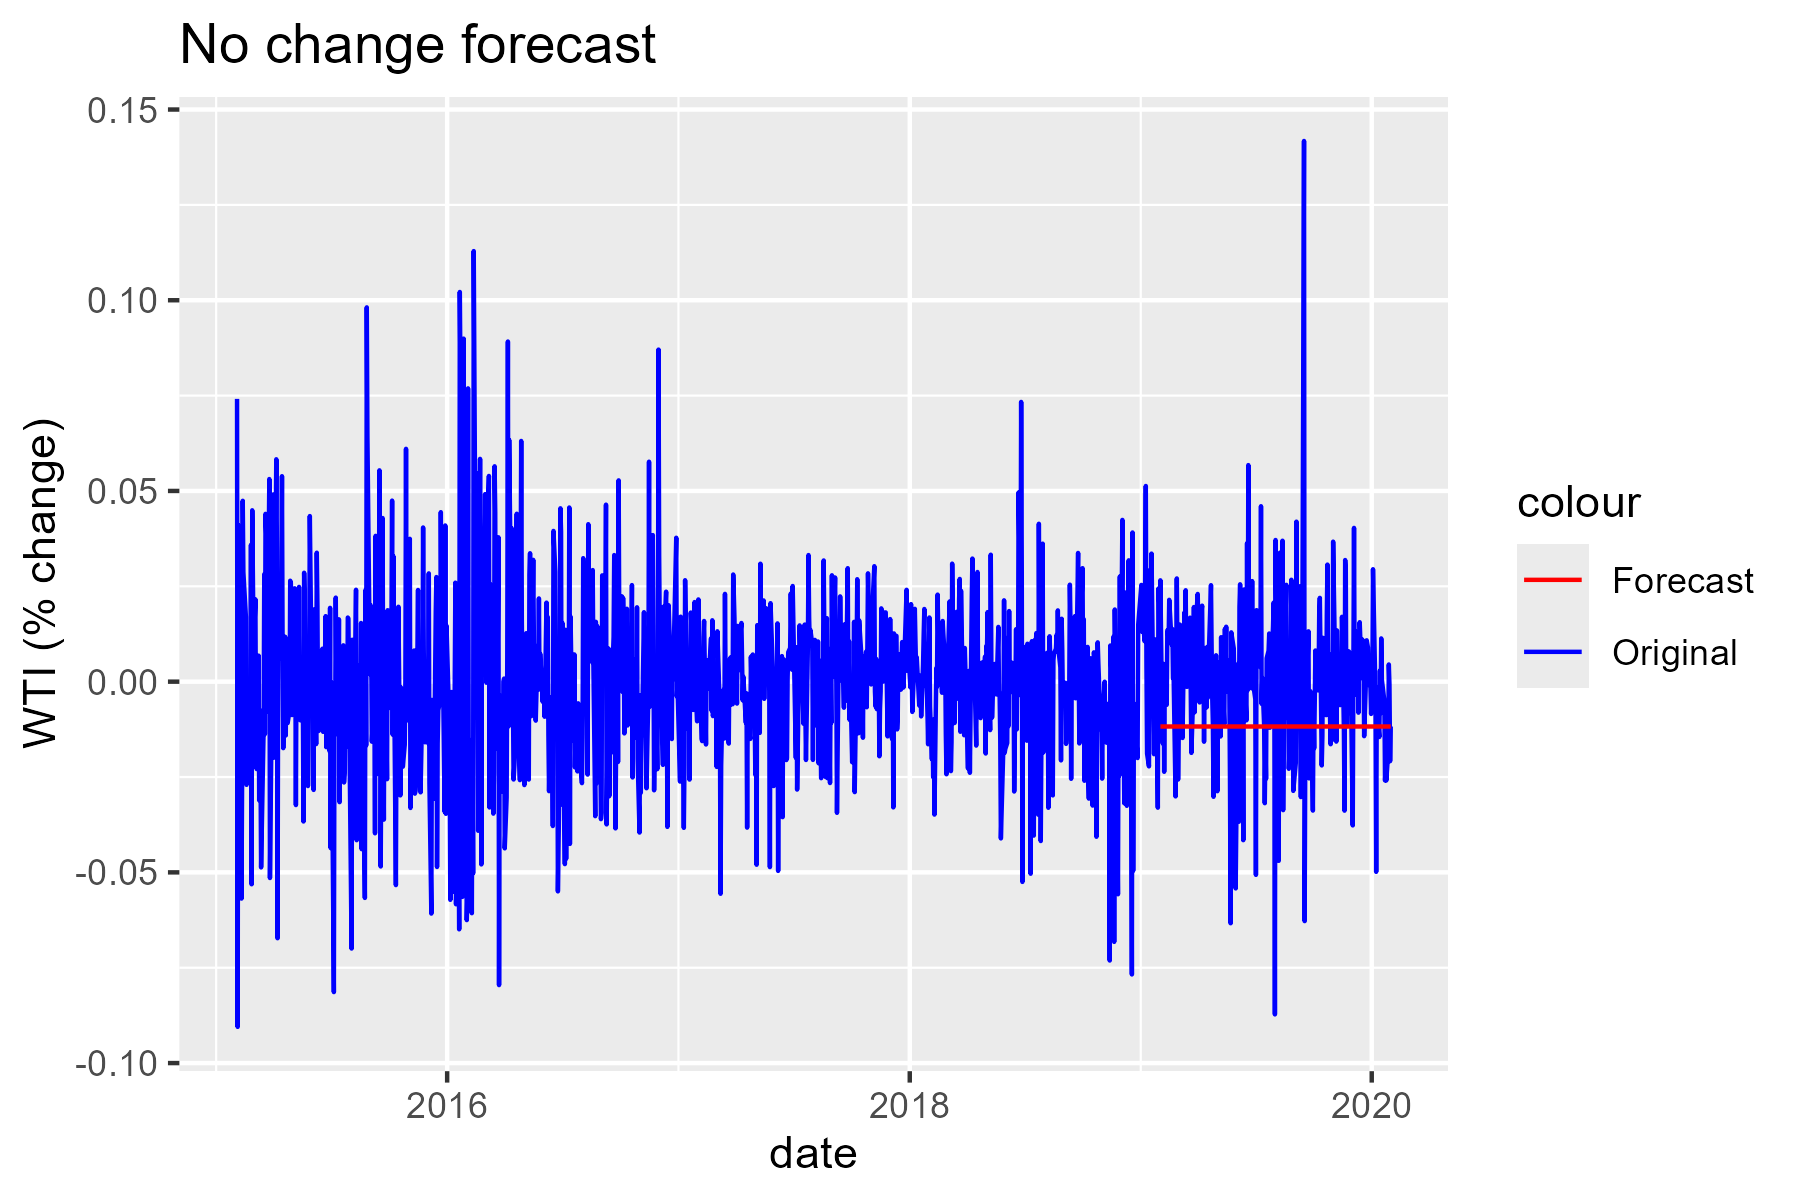 No change forecast
0.15
0.10
0.05
0.00
-0.05
-0.10
WTI (% change)
2016
2018
2020
date
colour
Forecast
Original